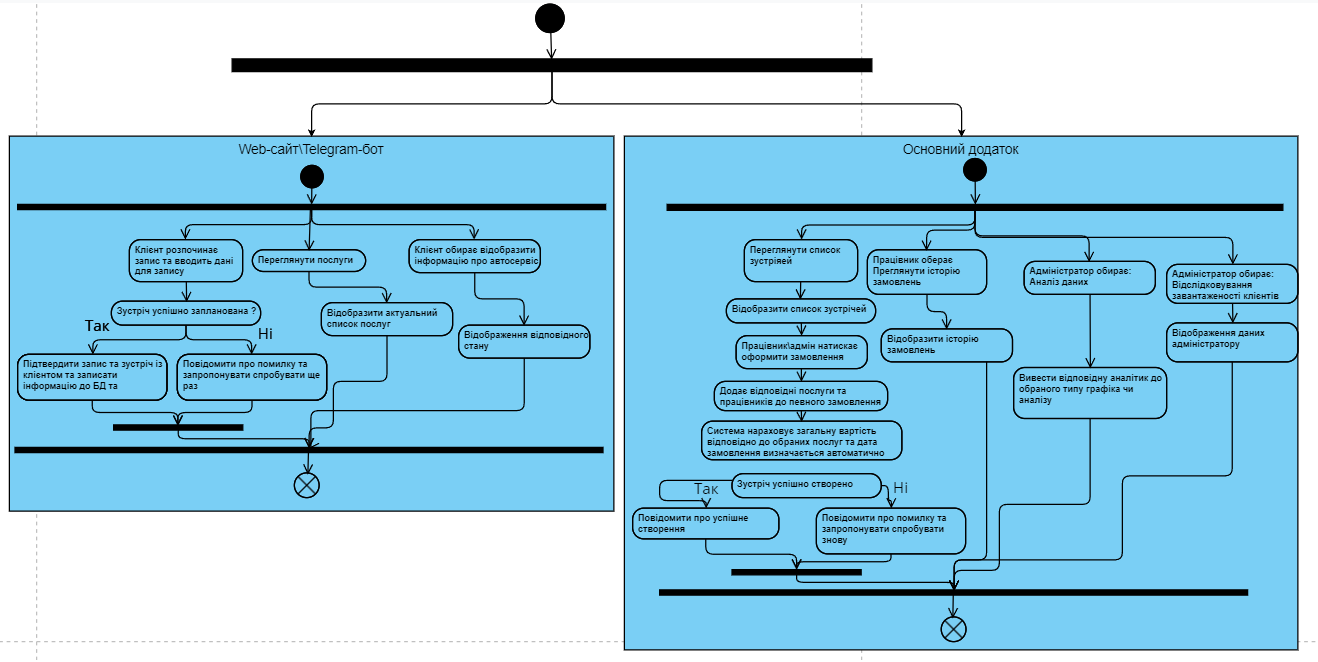 Web-сайт\Telegram-бот
Клієнт розпочинає
запис та вводить дані
для запису
Переглянути послуги
Клієнт обирає відобразити
інформацію про автосервіс
Зустріч успішно запланована ?
Так
Ні
Відобразити актуальний
список послуг
Відображення відповідного
стану
Підтвердити запис та зустріч із
клієнтом та записати
інформацію до БД та
Повідомити про помилку та
запропонувати спробувати ще
раз
Основний додаток
Переглянути список
зустріяей
Працівник оберає
Преглянути історію
замовлень
Адміністратор обирає:
Аналіз даних
Адміністратор обирає:
Відслідковування
завантаженості клієнтів
Відобразити список зустрічей
Відобразити історію
замовлень
Відображення даних
адміністратору
Працівник\адмін натискає
оформити замовлення
Вивести відповідну аналітик до
обраного типу графіка чи
аналізу
Додає відповідні послуги та
працівників до певного замовлення
Система нараховує загальну вартість
відповідно до обраних послуг та дата
замовлення визначається автоматично
Зустріч успішно створено
Так
Ні
Повідомити про успішне
створення
Повідомити про помилку та
запропонувати спробувати
знову